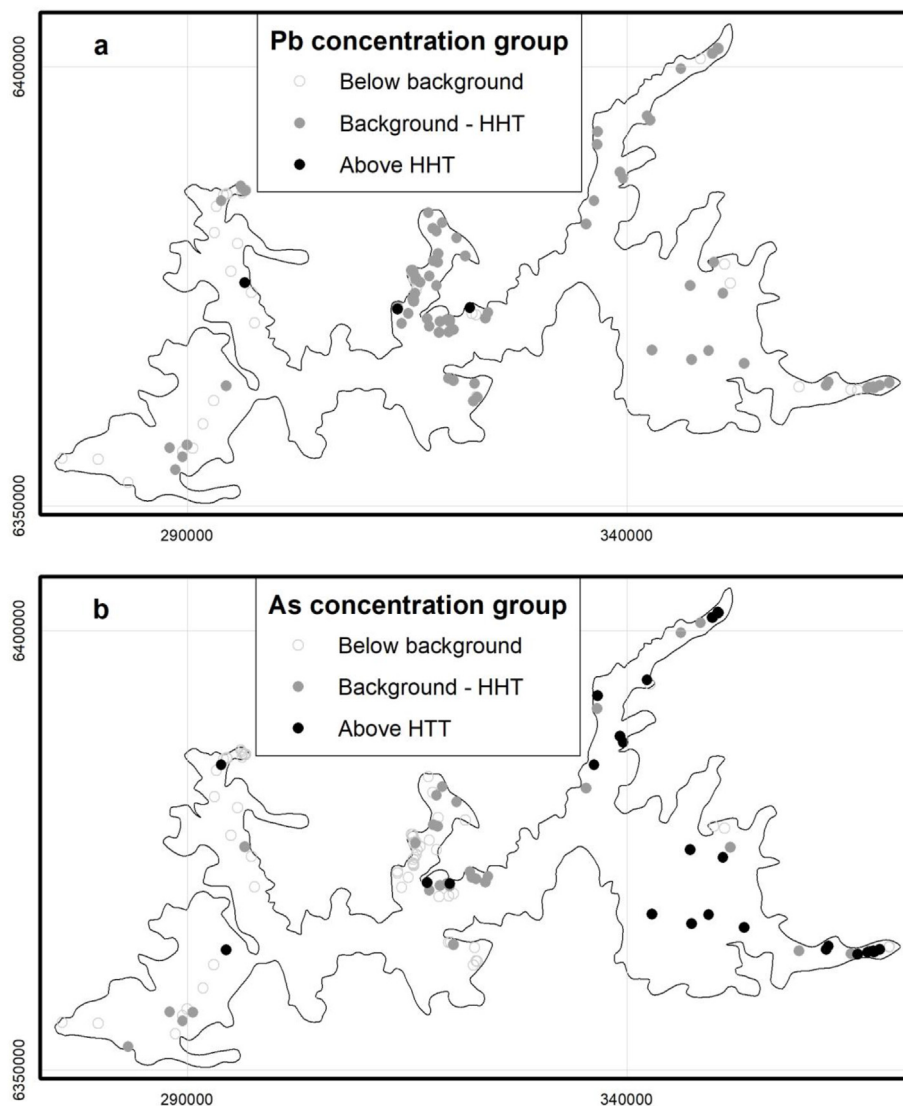 a
Pb concentration group
Below background
Background - HHT
Above HHT
6400000
6350000
290000
340000
b
As concentration group
Below background
Background - HHT
Above HTT
6400000
6350000
290000
340000